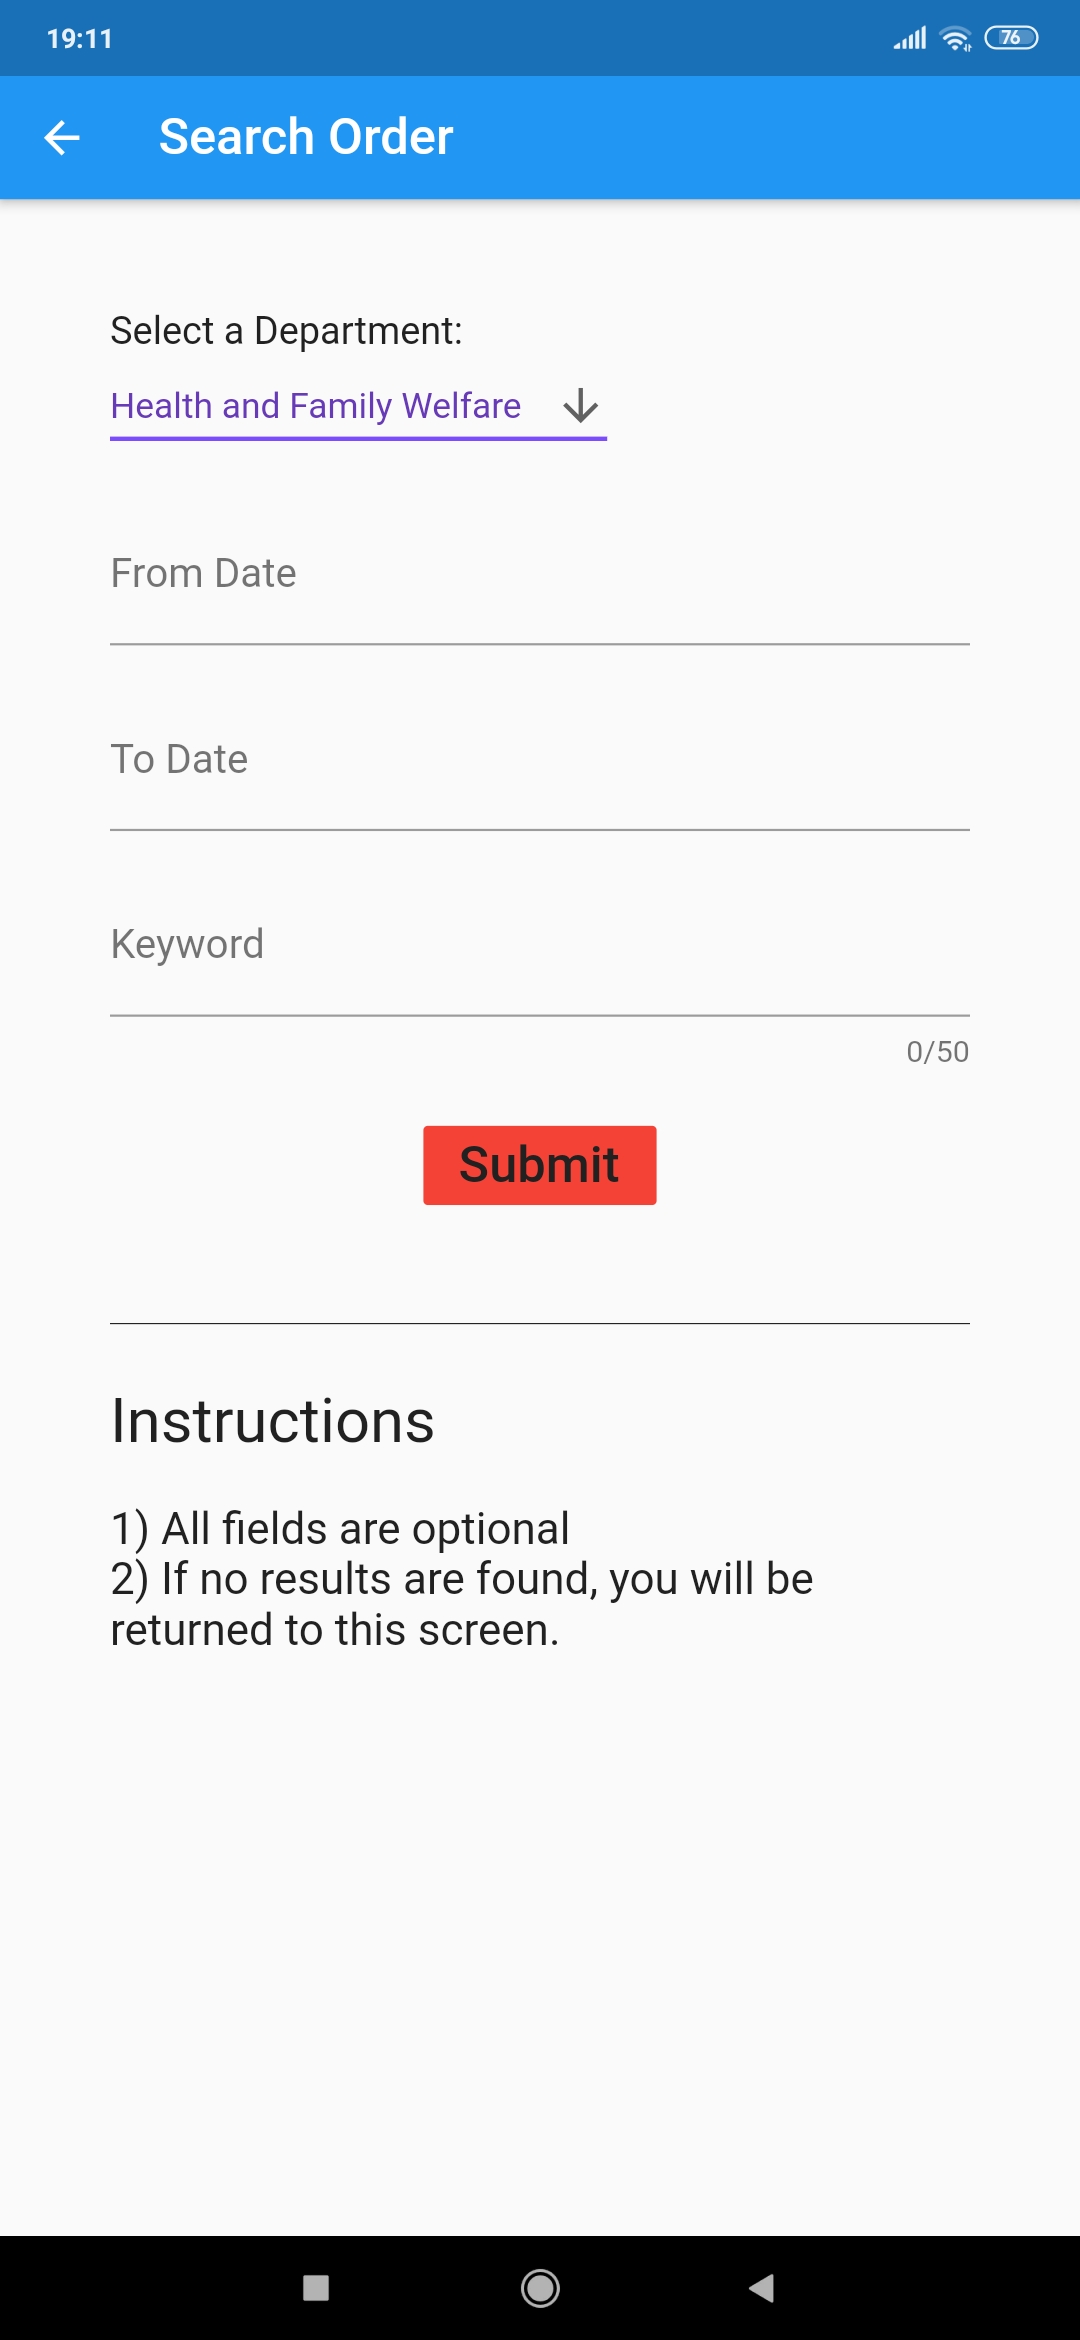 19:11
76
Search Order
Select a Department:
Health and Family Welfare
From Date
To Date
Keyword
0/50
Submit
Instructions
1) All fields are optional
2) If no results are found, you will be
returned to this screen.